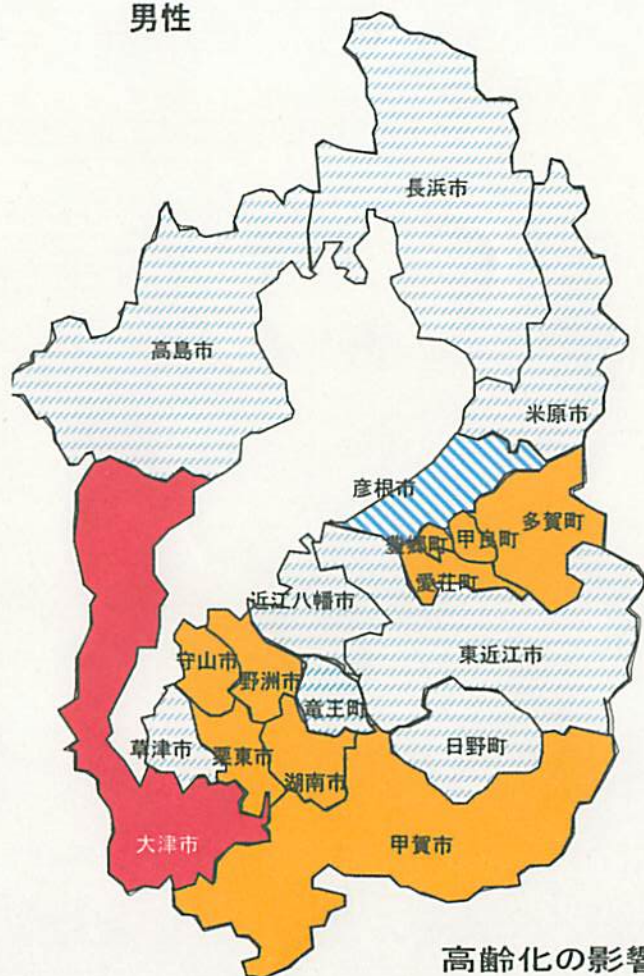 男性
長浜市
高島市
米原市
彦根市
多賀町
豊郷町
甲良町
愛荘町
近江八幡市
東近江市
守山市
野洲市
竜王町
日野町
草津市
栗東市
湖南市
大津市
甲賀市
高齢化の影響